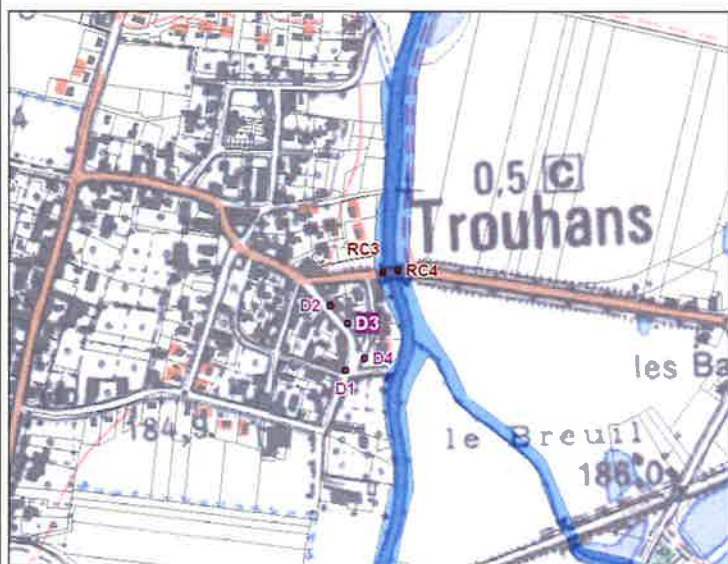 0.5 C
Trouhans
RC3
RC4
D2
D3
D4
D1
les Ba
184,9
le Breuil
186.0